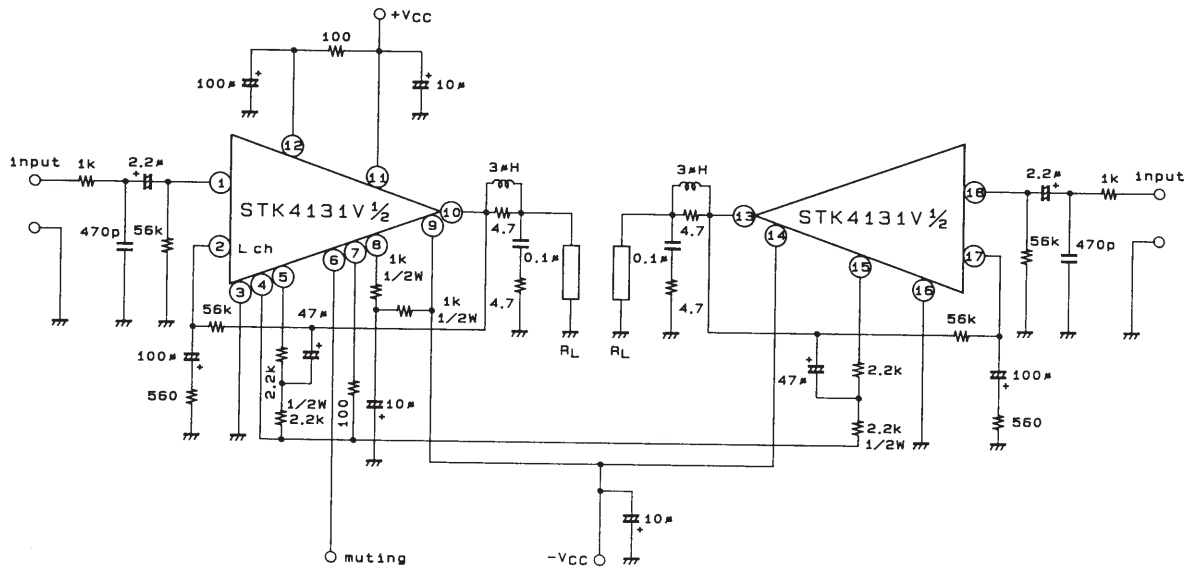 +VCC
100
100µ
+
+
10µ
12
11
input
1k
2.2µ
+
1
3µH
3µH
2.2µ
+
1k
input
18
STK4131V 1/2
10
13
STK4131V 1/2
9
14
470p
56k
2
L ch
8
7
6
5
4
3
4.7
4.7
0.1µ
0.1µ
56k
470p
17
15
16
1k
1/2W
1k
1/2W
4.7
4.7
56k
47µ
+
RL
RL
56k
100µ
+
560
2.2k
1/2W
2.2k
100
10µ
+
47µ
+
2.2k
100µ
+
560
2.2k
1/2W
10µ
+
muting
-VCC